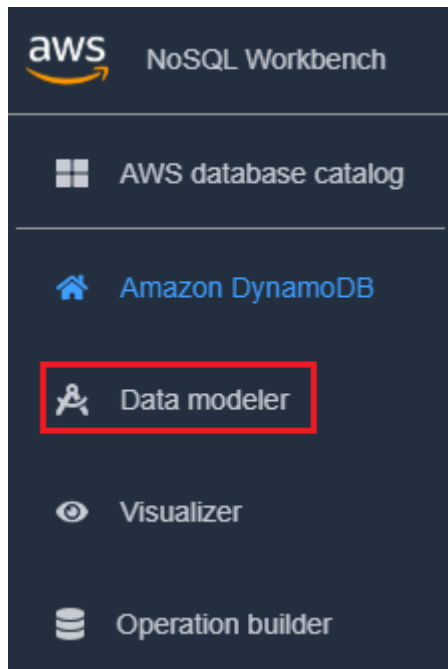 aws NoSQL Workbench
AWS database catalog
Amazon DynamoDB
Data modeler
Visualizer
Operation builder